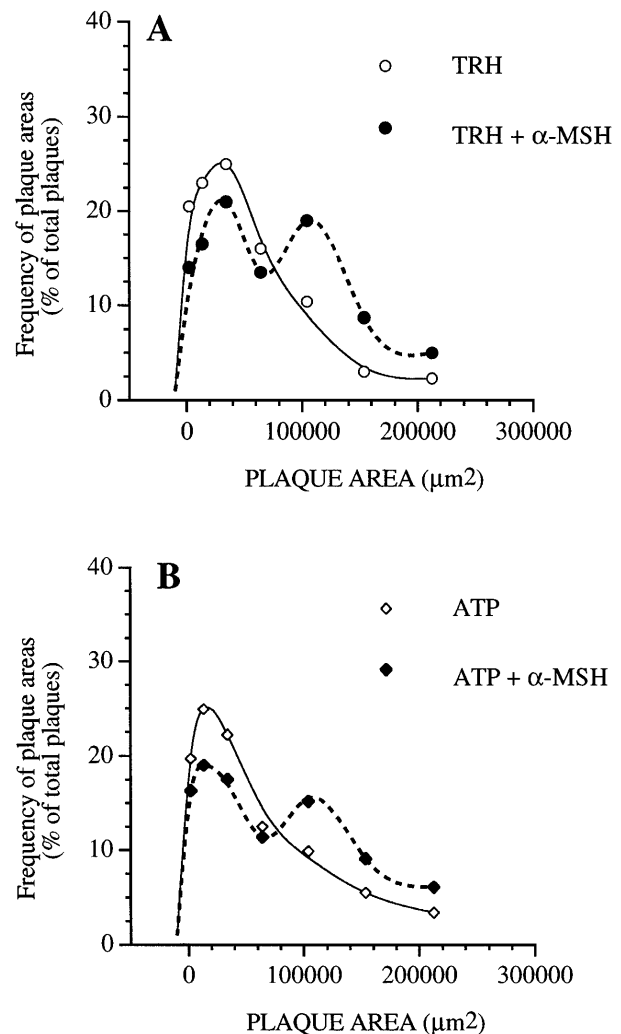 A
40
30
20
10
0
Frequency of plaque areas
(% of total plaques)
TRH
TRH + α-MSH
0 100000 200000 300000
PLAQUE AREA (μm2)
B
40
30
20
10
0
Frequency of plaque areas
(% of total plaques)
ATP
ATP + α-MSH
0 100000 200000 300000
PLAQUE AREA (μm2)